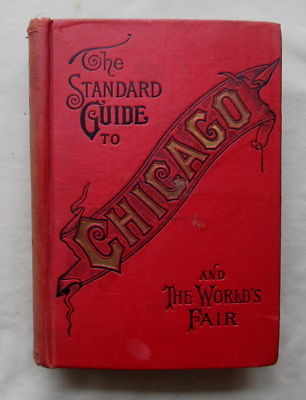 The
STANDARD
GUIDE
TO
CHICAGO
AND
THE WORLD'S
FAIR